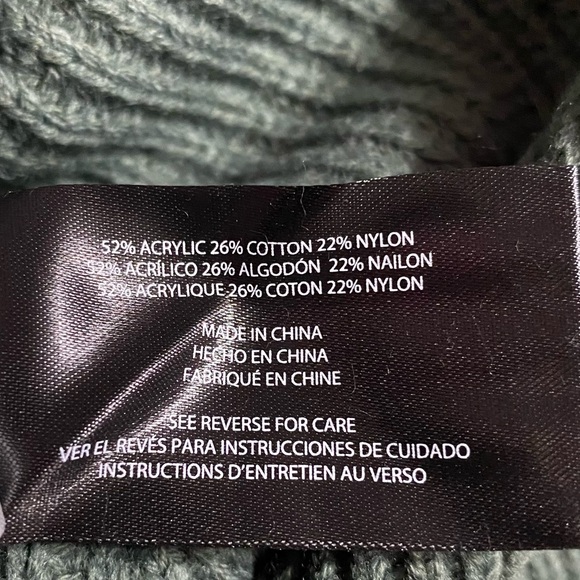 52% ACRYLIC 26% COTTON 22% NYLON
52% ACRÍLICO 26% ALGODÓN 22% NAILON
52% ACRYLIQUE 26% COTON 22% NYLON
MADE IN CHINA
HECHO EN CHINA
FABRIQUÉ EN CHINE
SEE REVERSE FOR CARE
VER EL REVÉS PARA INSTRUCCIONES DE CUIDADO
INSTRUCTIONS D'ENTRETIEN AU VERSO